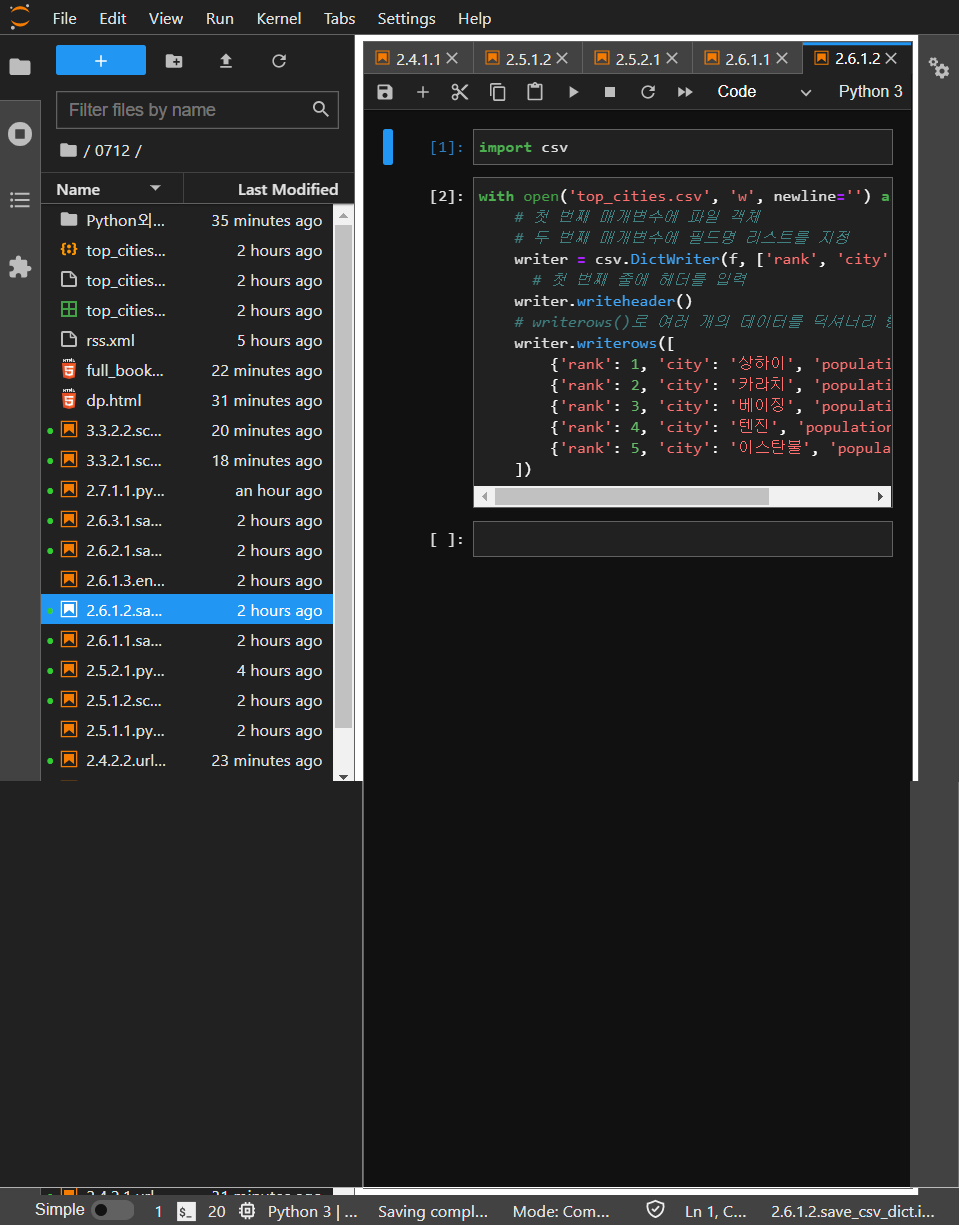 File Edit View Run Kernel Tabs Settings Help
Filter files by name
/ 0712 /
Name Last Modified
Python외... 35 minutes ago
top_cities... 2 hours ago
top_cities... 2 hours ago
top_cities... 2 hours ago
rss.xml 5 hours ago
full_book... 22 minutes ago
dp.html 31 minutes ago
3.3.2.2.sc... 20 minutes ago
3.3.2.1.sc... 18 minutes ago
2.7.1.1.py... an hour ago
2.6.3.1.sa... 2 hours ago
2.6.2.1.sa... 2 hours ago
2.6.1.3.en... 2 hours ago
2.6.1.2.sa... 2 hours ago
2.6.1.1.sa... 2 hours ago
2.5.2.1.py... 4 hours ago
2.5.1.2.sc... 2 hours ago
2.5.1.1.py... 2 hours ago
2.4.2.2.url... 23 minutes ago
2.4.1.1 2.5.1.2 2.5.2.1 2.6.1.1 2.6.1.2
Code Python 3
[1]: import csv
[2]: with open('top_cities.csv', 'w', newline='') a
# 첫 번째 매개변수에 파일 객체
# 두 번째 매개변수에 필드명 리스트를 지정
writer = csv.DictWriter(f, ['rank', 'city'
# 첫 번째 줄에 헤더를 입력
writer.writeheader()
# writerows()로 여러 개의 데이터를 딕셔너리
writer.writerows([
{'rank': 1, 'city': '상하이', 'populati
{'rank': 2, 'city': '카라치', 'populati
{'rank': 3, 'city': '베이징', 'populati
{'rank': 4, 'city': '텐진', 'population
{'rank': 5, 'city': '이스탄불', 'popula
])
[ ]:
Simple 1 $_ 20 Python 3 | ... Saving compl... Mode: Com... Ln 1, C... 2.6.1.2.save_csv_dict.i...